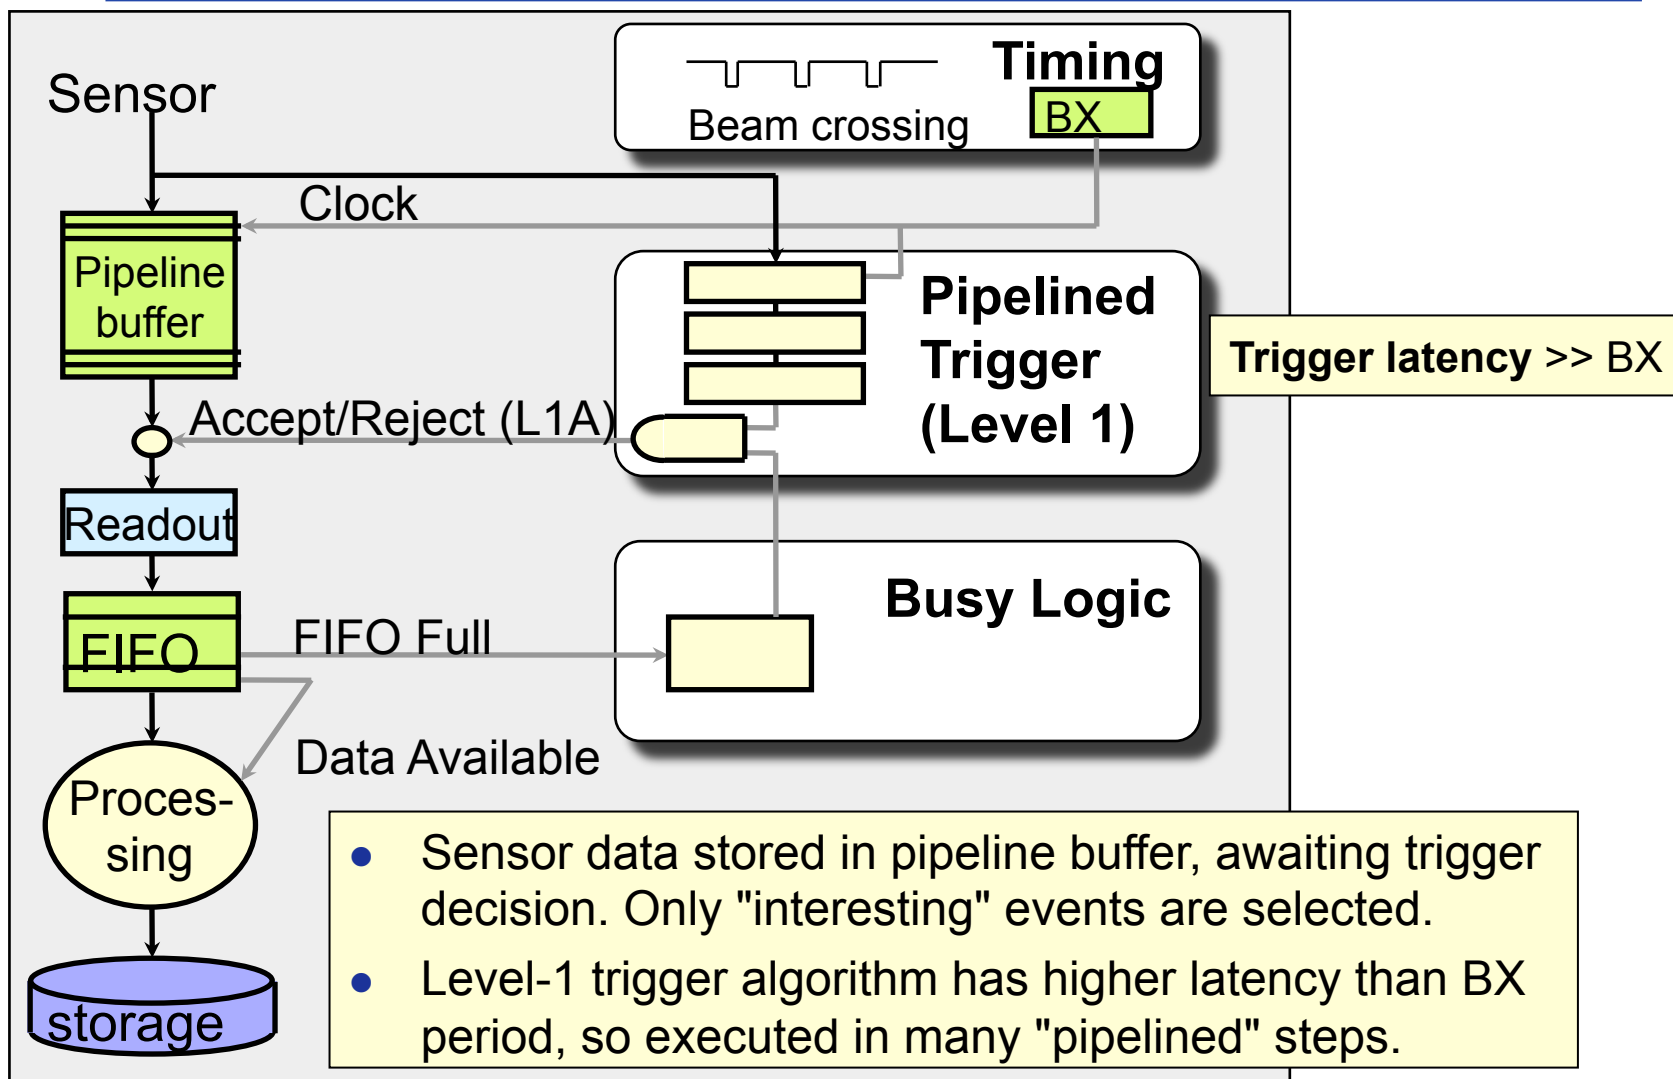 Sensor
Timing
BX
Beam crossing
Clock
Pipeline
buffer
Pipelined
Trigger
(Level 1)
Trigger latency >> BX
Accept/Reject (L1A)
Readout
Busy Logic
FIFO
FIFO Full
Data Available
Proces-
sing
storage
● Sensor data stored in pipeline buffer, awaiting trigger
decision. Only "interesting" events are selected.
● Level-1 trigger algorithm has higher latency than BX
period, so executed in many "pipelined" steps.